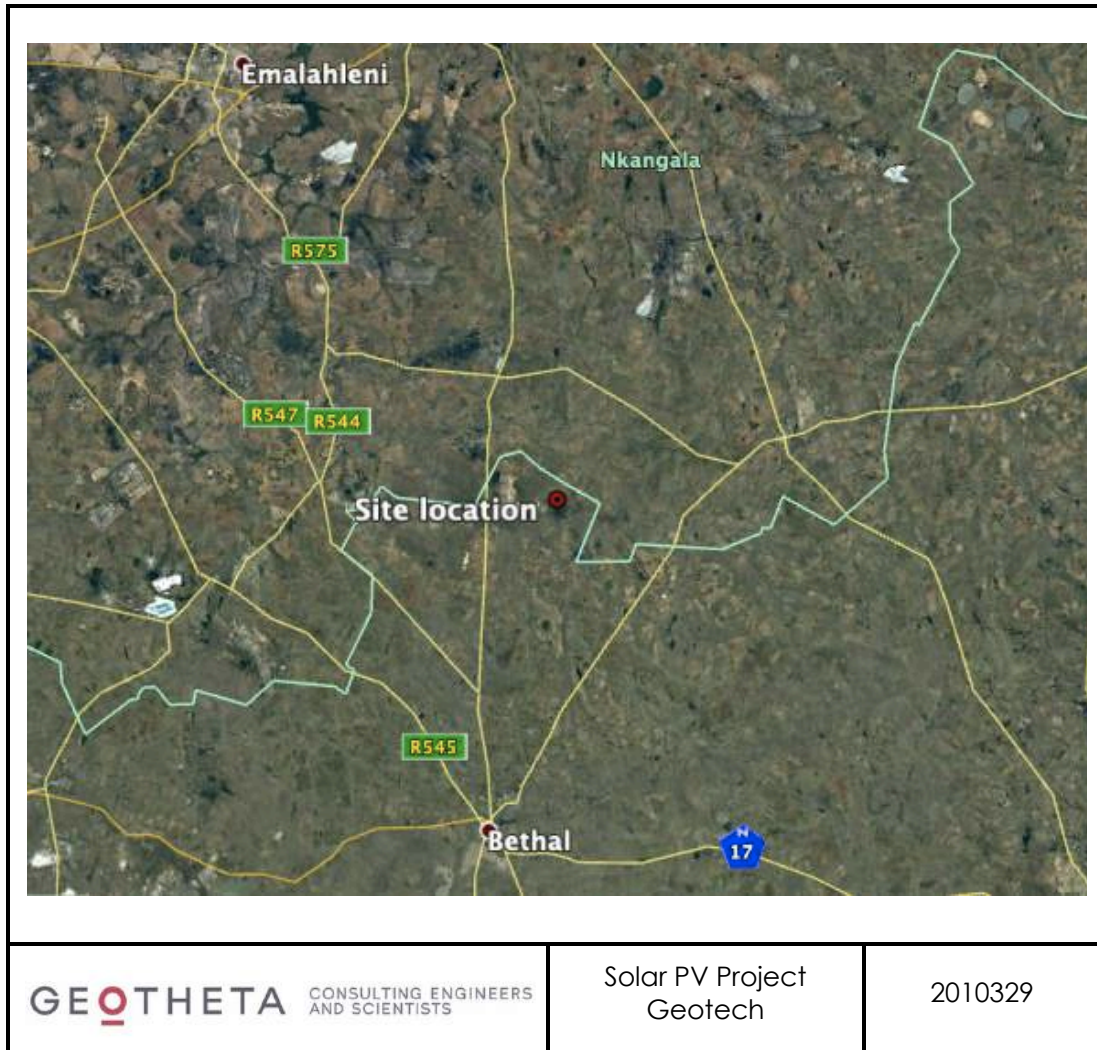 Emalahleni
Nkangala
R575
R547
R544
Site location
R545
Bethal
N
17
GEOTHETA
CONSULTING ENGINEERS
AND SCIENTISTS
Solar PV Project
Geotech
2010329